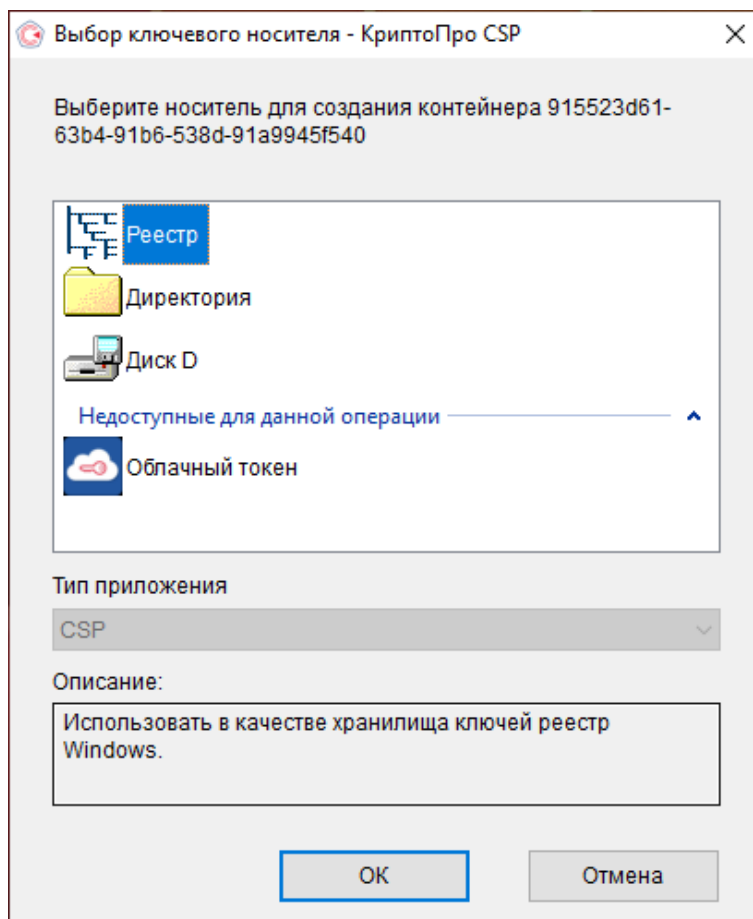 Выбор ключевого носителя - КриптоПро CSP
Выберите носитель для создания контейнера 915523d61-
63b4-91b6-538d-91a9945f540
Реестр
Директория
Диск D
Недоступные для данной операции
Облачный токен
Тип приложения
CSP
Описание:
Использовать в качестве хранилища ключей реестр
Windows.
ОК
Отмена